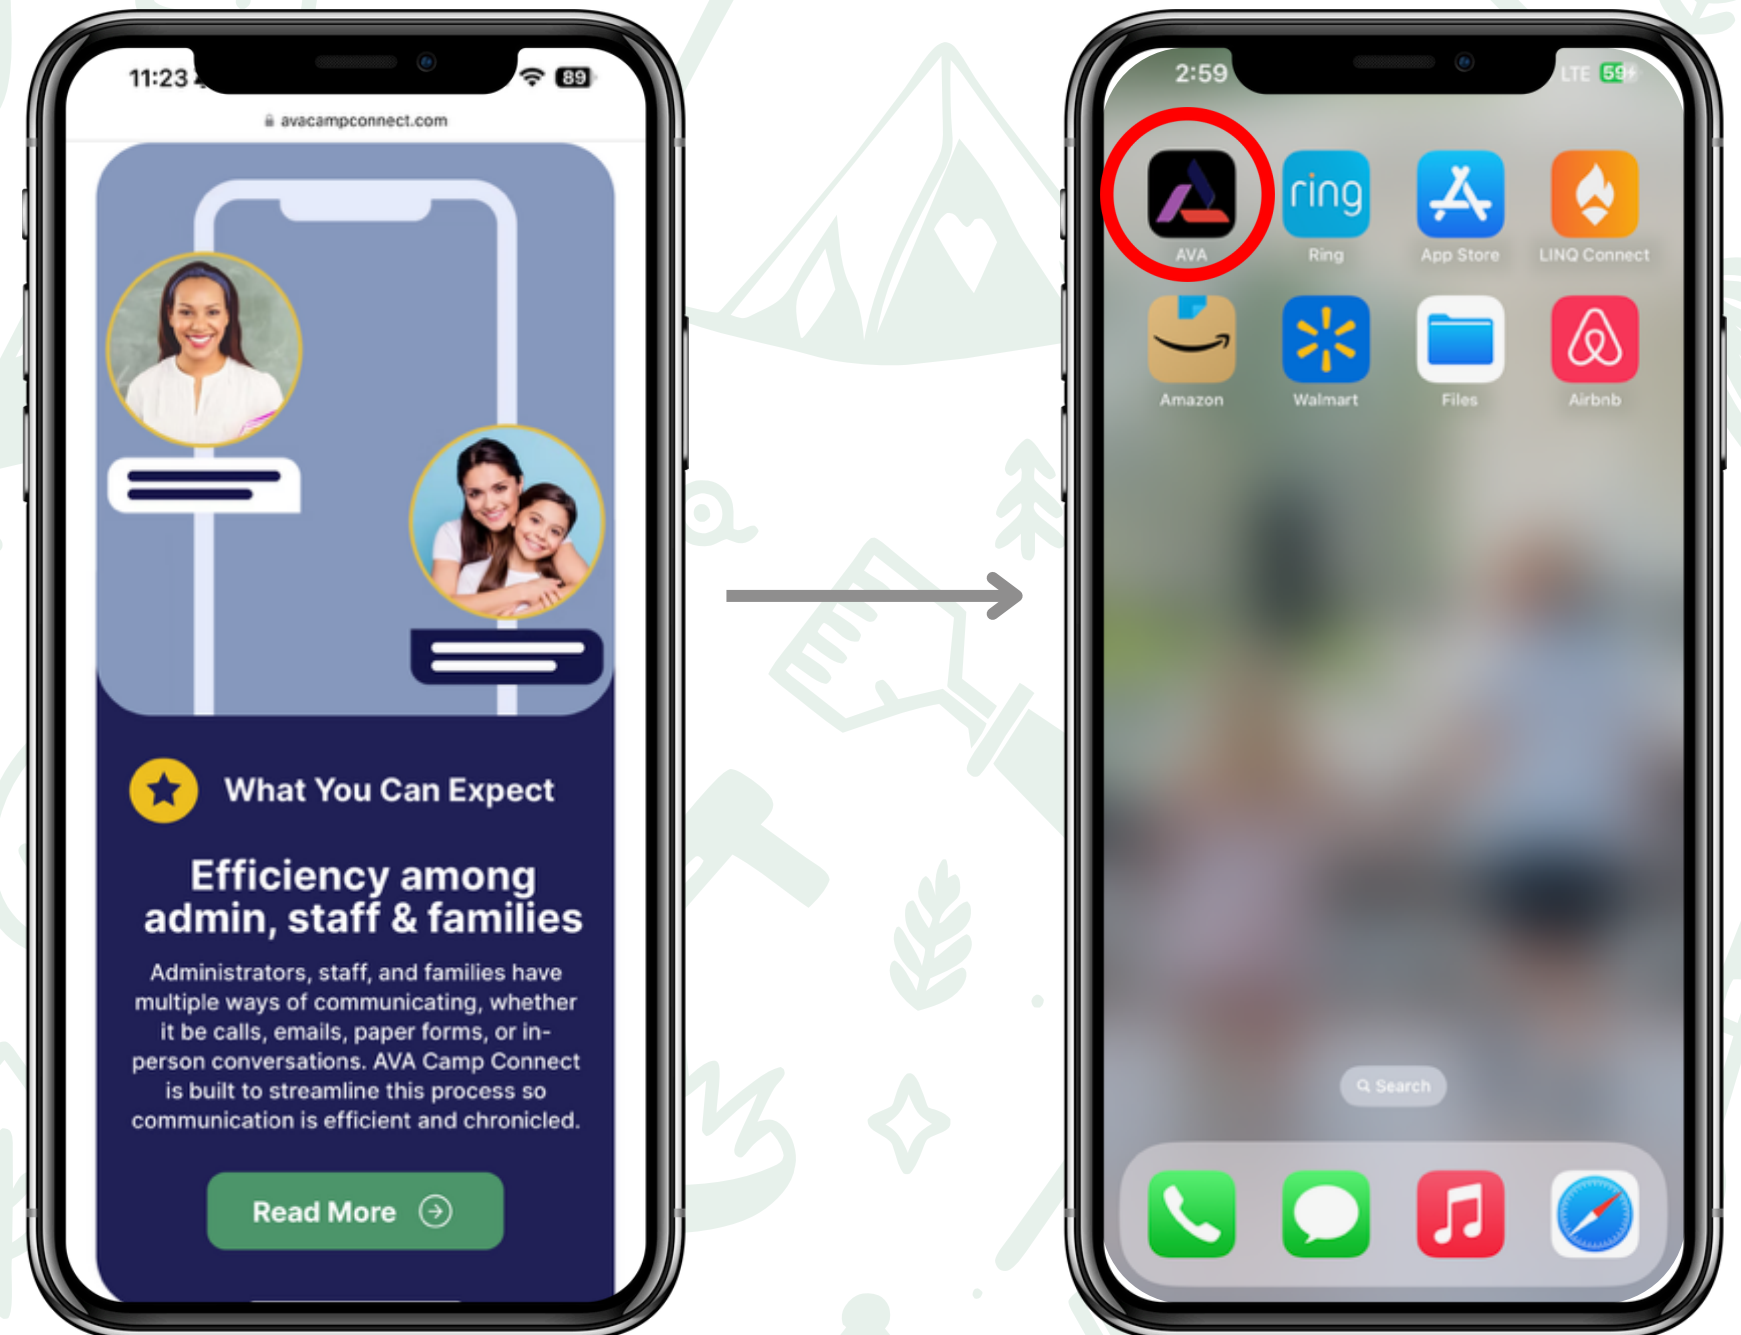 11:23
89
avacampconnect.com
What You Can Expect
Efficiency among
admin, staff & families
Administrators, staff, and families have
multiple ways of communicating, whether
it be calls, emails, paper forms, or in-
person conversations. AVA Camp Connect
is built to streamline this process so
communication is efficient and chronicled.
Read More
2:59
LTE 59
ring
AVA
Ring
App Store
LINQ Connect
Amazon
Walmart
Files
Airbnb
Search